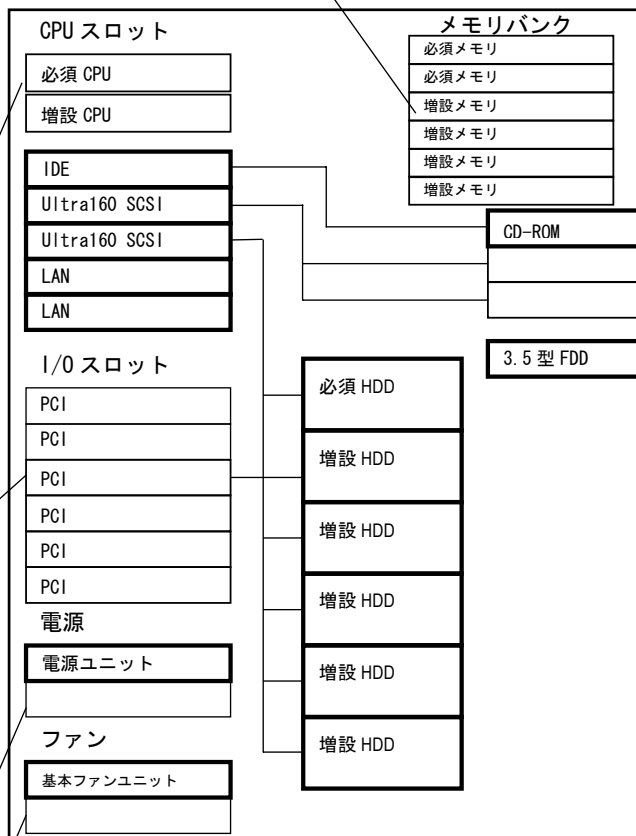 CPU スロット
必須 CPU
増設 CPU
IDE
Ultra160 SCSI
Ultra160 SCSI
LAN
LAN
I/O スロット
PCI
PCI
PCI
PCI
PCI
PCI
電源
電源ユニット
ファン
基本ファンユニット
メモリバンク
必須メモリ
必須メモリ
増設メモリ
増設メモリ
増設メモリ
増設メモリ
CD-ROM
3.5 型 FDD
必須 HDD
増設 HDD
増設 HDD
増設 HDD
増設 HDD
増設 HDD